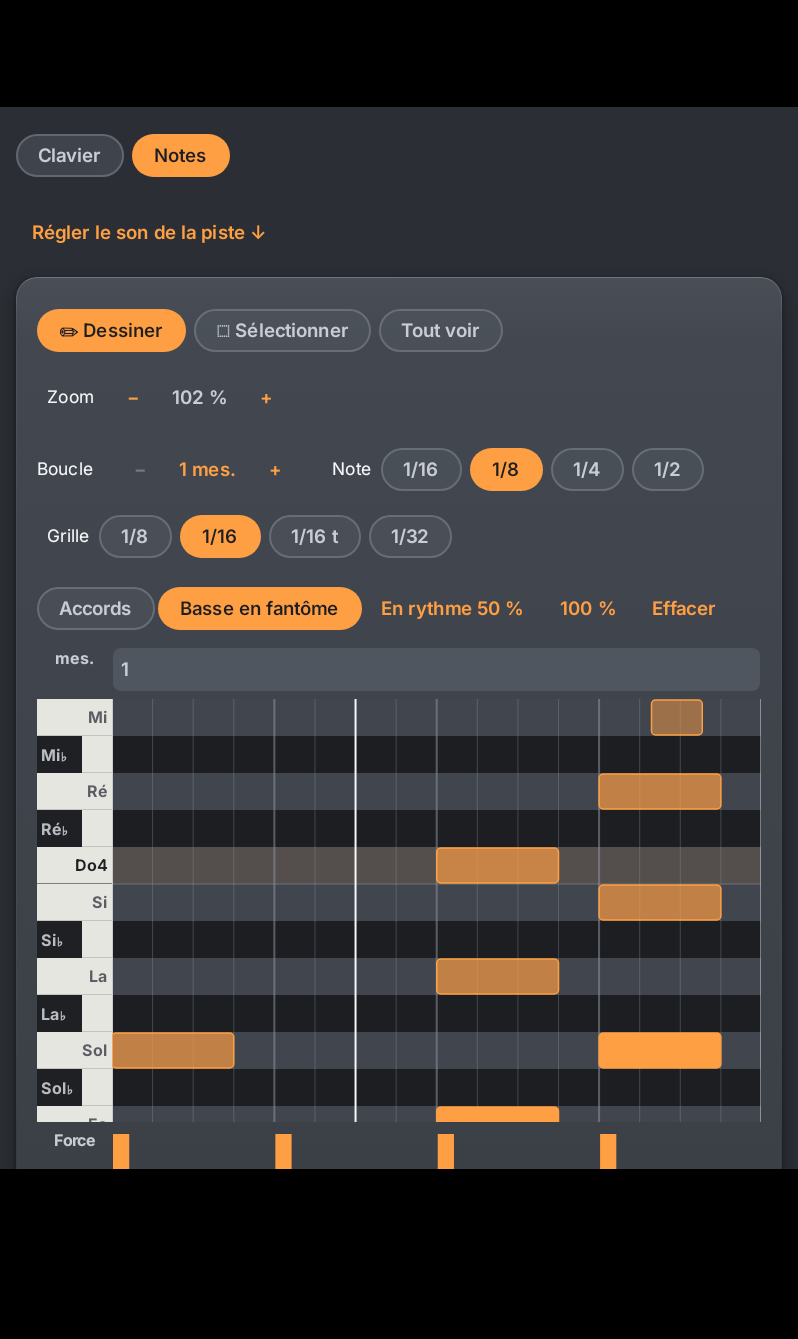 Clavier Notes
Régler le son de la piste ↓
✏ Dessiner ⬚ Sélectionner Tout voir
Zoom − 102 % +
Boucle − 1 mes. + Note 1/16 1/8 1/4 1/2
Grille 1/8 1/16 1/16 t 1/32
Accords Basse en fantôme En rythme 50 % 100 % Effacer
mes. 1
Mi
Mi♭
Ré
Ré♭
Do4
Si
Si♭
La
La♭
Sol
Sol♭
Force